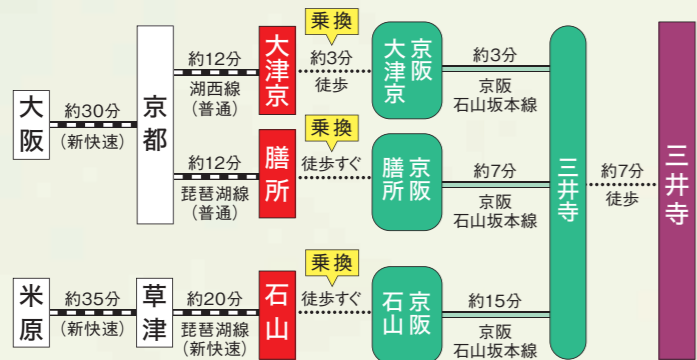 大阪
約30分
(新快速)
京都
約12分
湖西線
(普通)
大津京
乗換
約3分
徒歩
京阪
大津京
約3分
京阪
石山坂本線
約12分
琵琶湖線
(普通)
膳所
乗換
徒歩すぐ
京阪
膳所
約7分
京阪
石山坂本線
米原
約35分
(新快速)
草津
約20分
琵琶湖線
(新快速)
石山
乗換
徒歩すぐ
京阪
石山
約15分
京阪
石山坂本線
三井寺
約7分
徒歩
三井寺